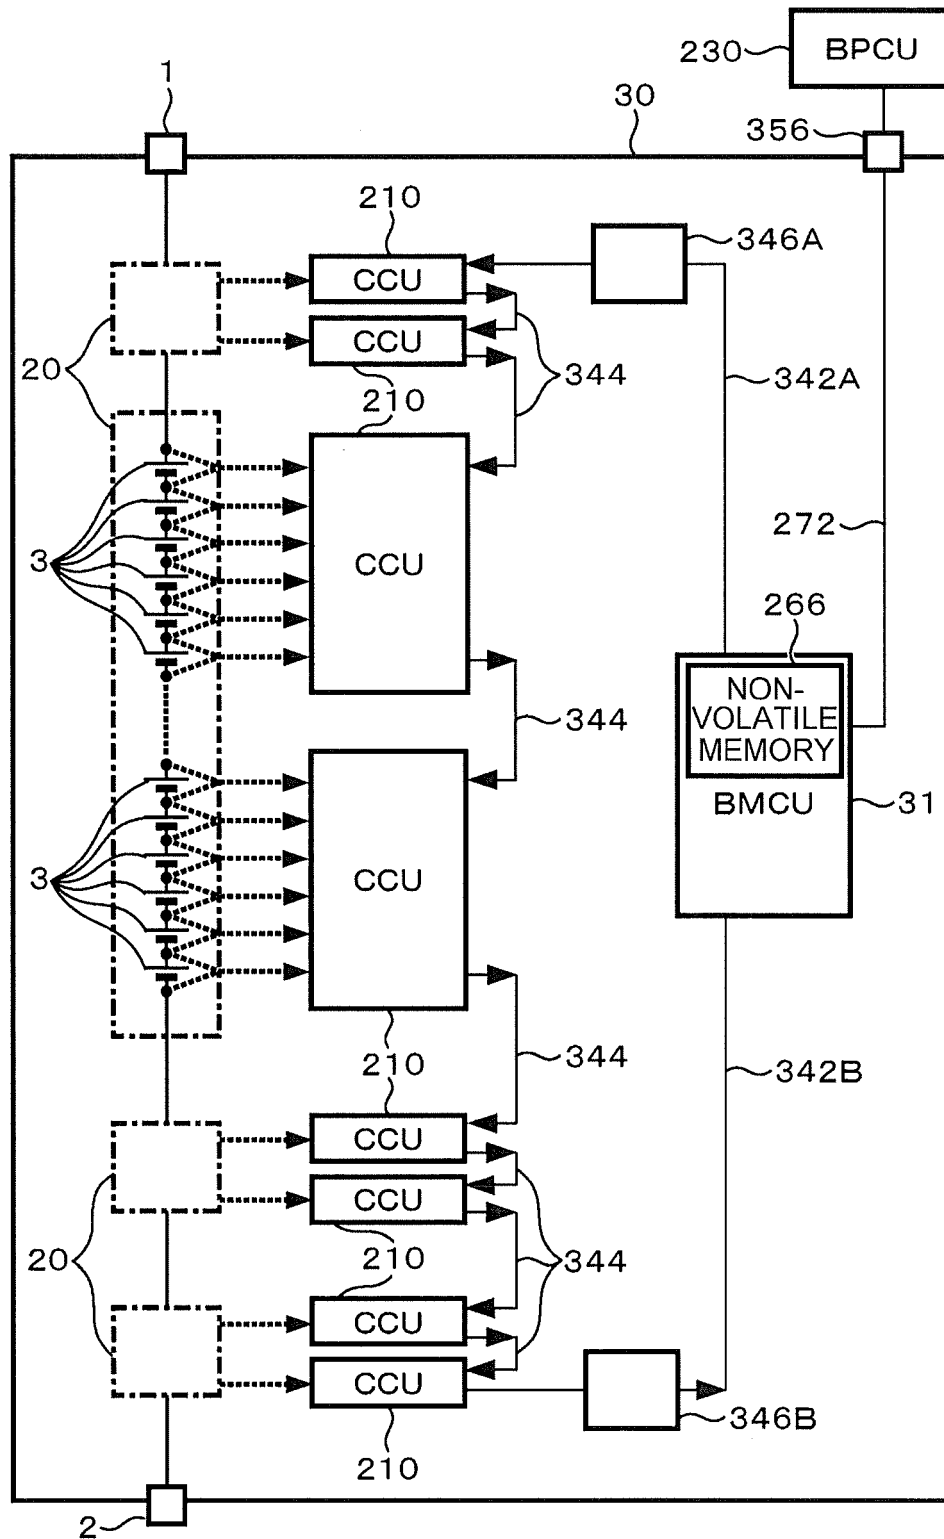 230
BPCU
1
30
356
210
346A
CCU
CCU
20
344
342A
210
3
CCU
272
266
NON-
VOLATILE
MEMORY
344
BMCU
31
3
CCU
210
344
342B
CCU
CCU
20
210
344
CCU
CCU
346B
210
2